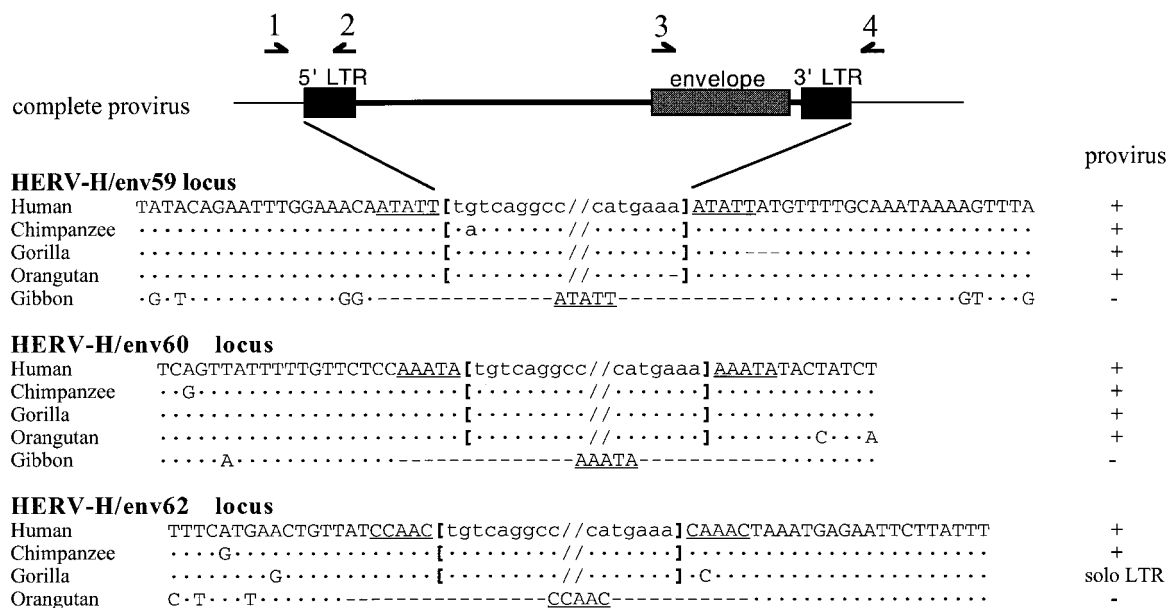 1 2 3 4
5' LTR envelope 3' LTR
complete provirus
provirus
HERV-H/env59 locus
Human TATACAGAATTTGGAAACAATATT[tgtcaggcc//catgaaa]ATATTATGTTTTGCAAATAAAAGTTTA +
Chimpanzee ························[·a·······//·······]··························· +
Gorilla ························[·········//·······]······---·················· +
Orangutan ························[·········//······-]··························· +
Gibbon ·G·T············GG·--------------ATATT-----------················GT···G -
HERV-H/env60 locus
Human TCAGTTATTTTTGTTCTCCAAATA[tgtcaggcc//catgaaa]AAATATACTATCT +
Chimpanzee ··G·····················[·········//·······]············· +
Gorilla ························[·········//·······]············· +
Orangutan ························[·········//·······]········C···A +
Gibbon ·····A·············--------------AAATA-------------········ -
HERV-H/env62 locus
Human TTTCATGAACTGTTATCCAAC[tgtcaggcc//catgaaa]CAAACTAAATGAGAATTCTTATTT +
Chimpanzee ····G················[·········//·······]························ +
Gorilla ········G············[·········//·······]·C······················ solo LTR
Orangutan C·T···T·······----------------CCAAC-----------··················· -